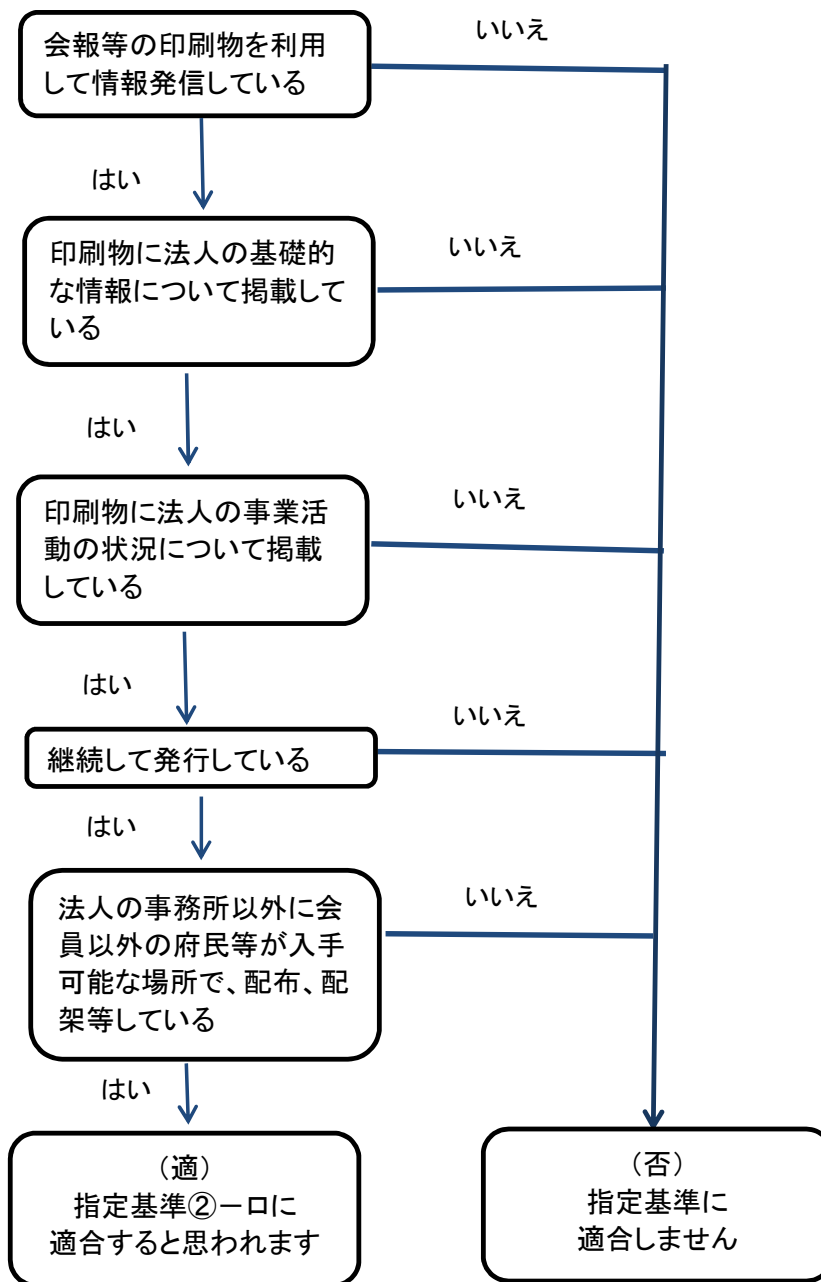 会報等の印刷物を利用
して情報発信している
いいえ
はい
印刷物に法人の基礎的
な情報について掲載して
いる
いいえ
はい
印刷物に法人の事業活
動の状況について掲載
している
いいえ
はい
継続して発行している
いいえ
はい
法人の事務所以外に会
員以外の府民等が入手
可能な場所で、配布、配
架等している
いいえ
はい
（適）
指定基準②－ロに
適合すると思われます
（否）
指定基準に
適合しません